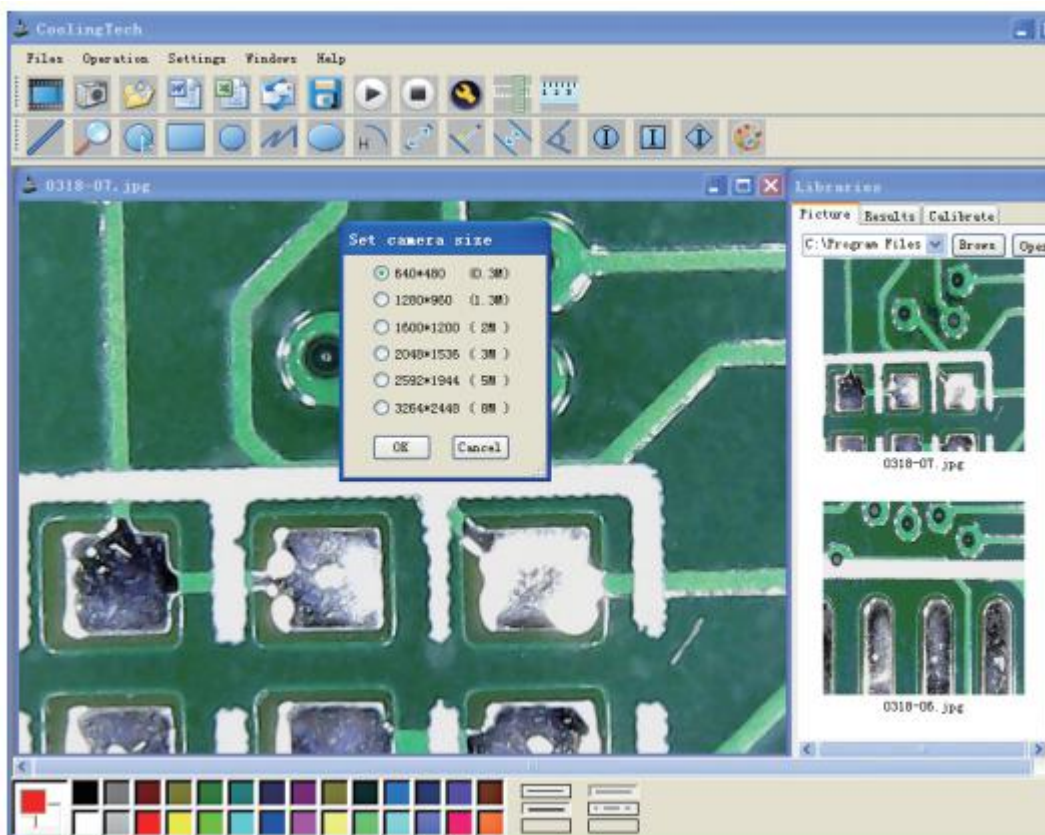 CoolingTech
Files Operation Settings Windows Help
0318-07.jpg
Libraries
Picture Results Calibrate
C:\Program Files Brows Oper
Set camera size
640*480 (0.3M)
1280*960 (1.3M)
1600*1200 ( 2M )
2048*1536 ( 3M )
2592*1944 ( 5M )
3264*2448 ( 8M )
OK Cancel
0318-07.jpg
0318-06.jpg